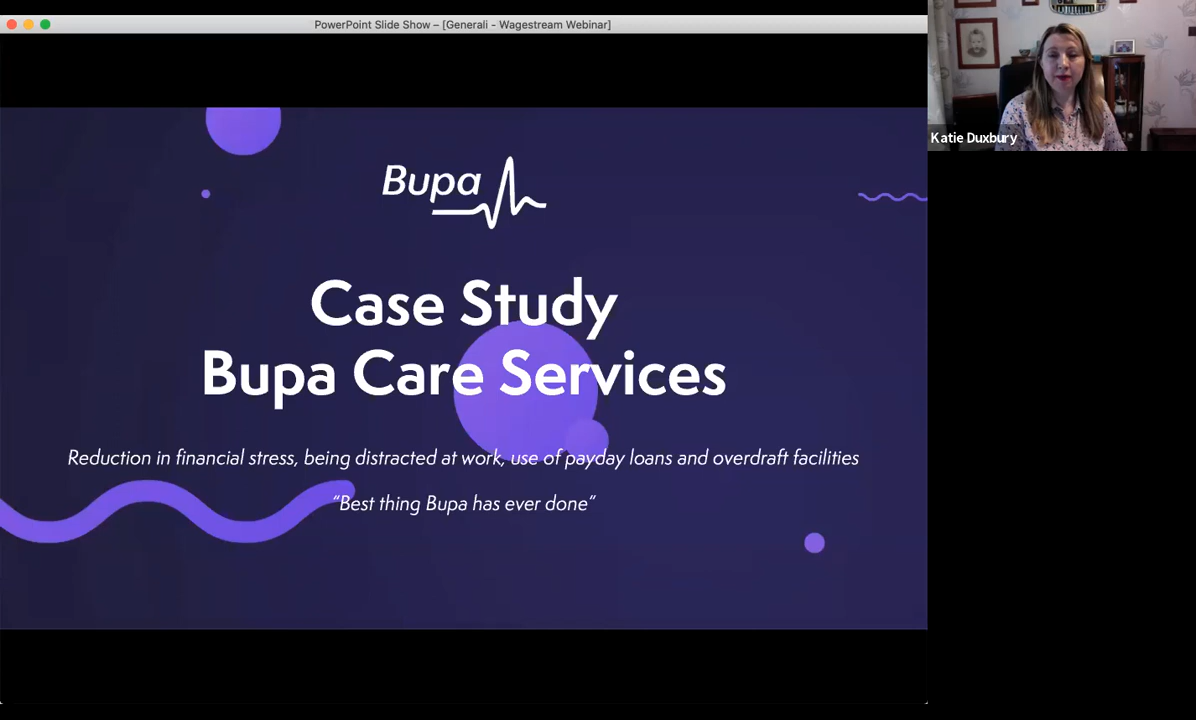 PowerPoint Slide Show – [Generali - Wagestream Webinar]
Katie Duxbury
Bupa
Case Study
Bupa Care Services
Reduction in financial stress, being distracted at work, use of payday loans and overdraft facilities
“Best thing Bupa has ever done”